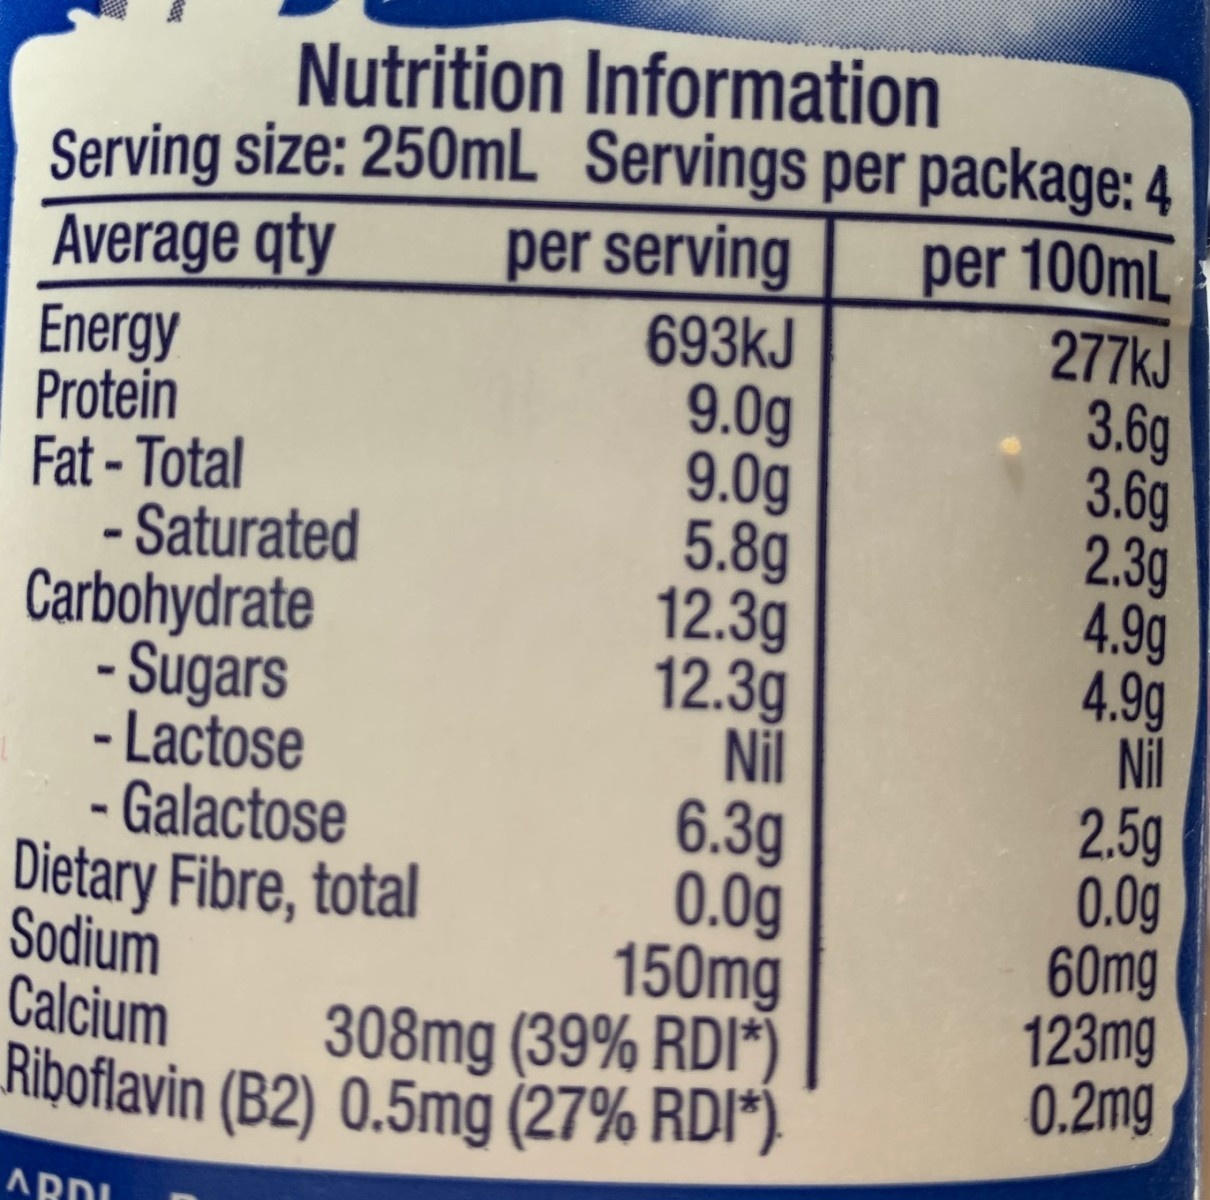 Nutrition Information
Serving size: 250mL Servings per package: 4
Average qty per serving per 100mL
Energy 693kJ 277kJ
Protein 9.0g 3.6g
Fat - Total 9.0g 3.6g
- Saturated 5.8g 2.3g
Carbohydrate 12.3g 4.9g
- Sugars 12.3g 4.9g
- Lactose Nil Nil
- Galactose 6.3g 2.5g
Dietary Fibre, total 0.0g 0.0g
Sodium 150mg 60mg
Calcium 308mg (39% RDI*) 123mg
Riboflavin (B2) 0.5mg (27% RDI*) 0.2mg